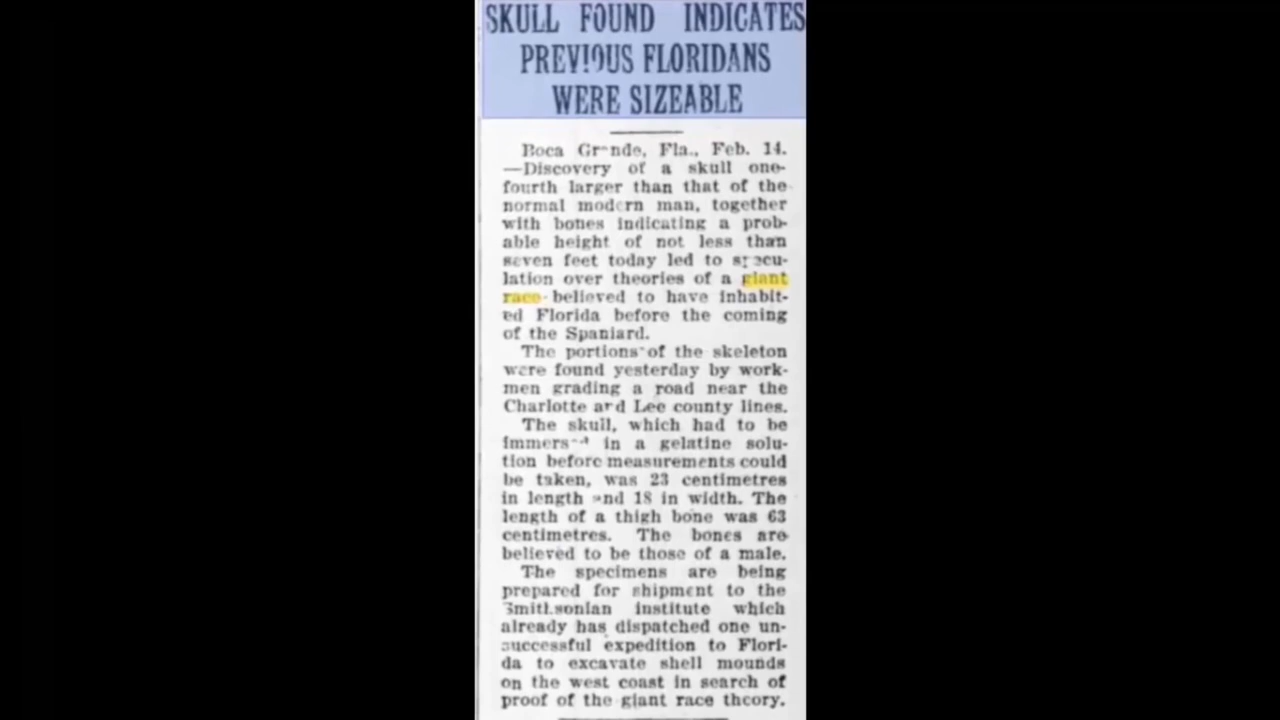 SKULL FOUND INDICATES
PREVIOUS FLORIDANS
WERE SIZEABLE
Boca Grande, Fla., Feb. 14.
—Discovery of a skull one-
fourth larger than that of the
normal modern man, together
with bones indicating a prob-
able height of not less than
seven feet today led to specu-
lation over theories of a giant
race believed to have inhabit-
ed Florida before the coming
of the Spaniard.
The portions of the skeleton
were found yesterday by work-
men grading a road near the
Charlotte and Lee county lines.
The skull, which had to be
immersed in a gelatine solu-
tion before measurements could
be taken, was 23 centimetres
in length and 18 in width. The
length of a thigh bone was 63
centimetres. The bones are
believed to be those of a male.
The specimens are being
prepared for shipment to the
Smithsonian institute which
already has dispatched one un-
successful expedition to Flori-
da to excavate shell mounds
on the west coast in search of
proof of the giant race theory.